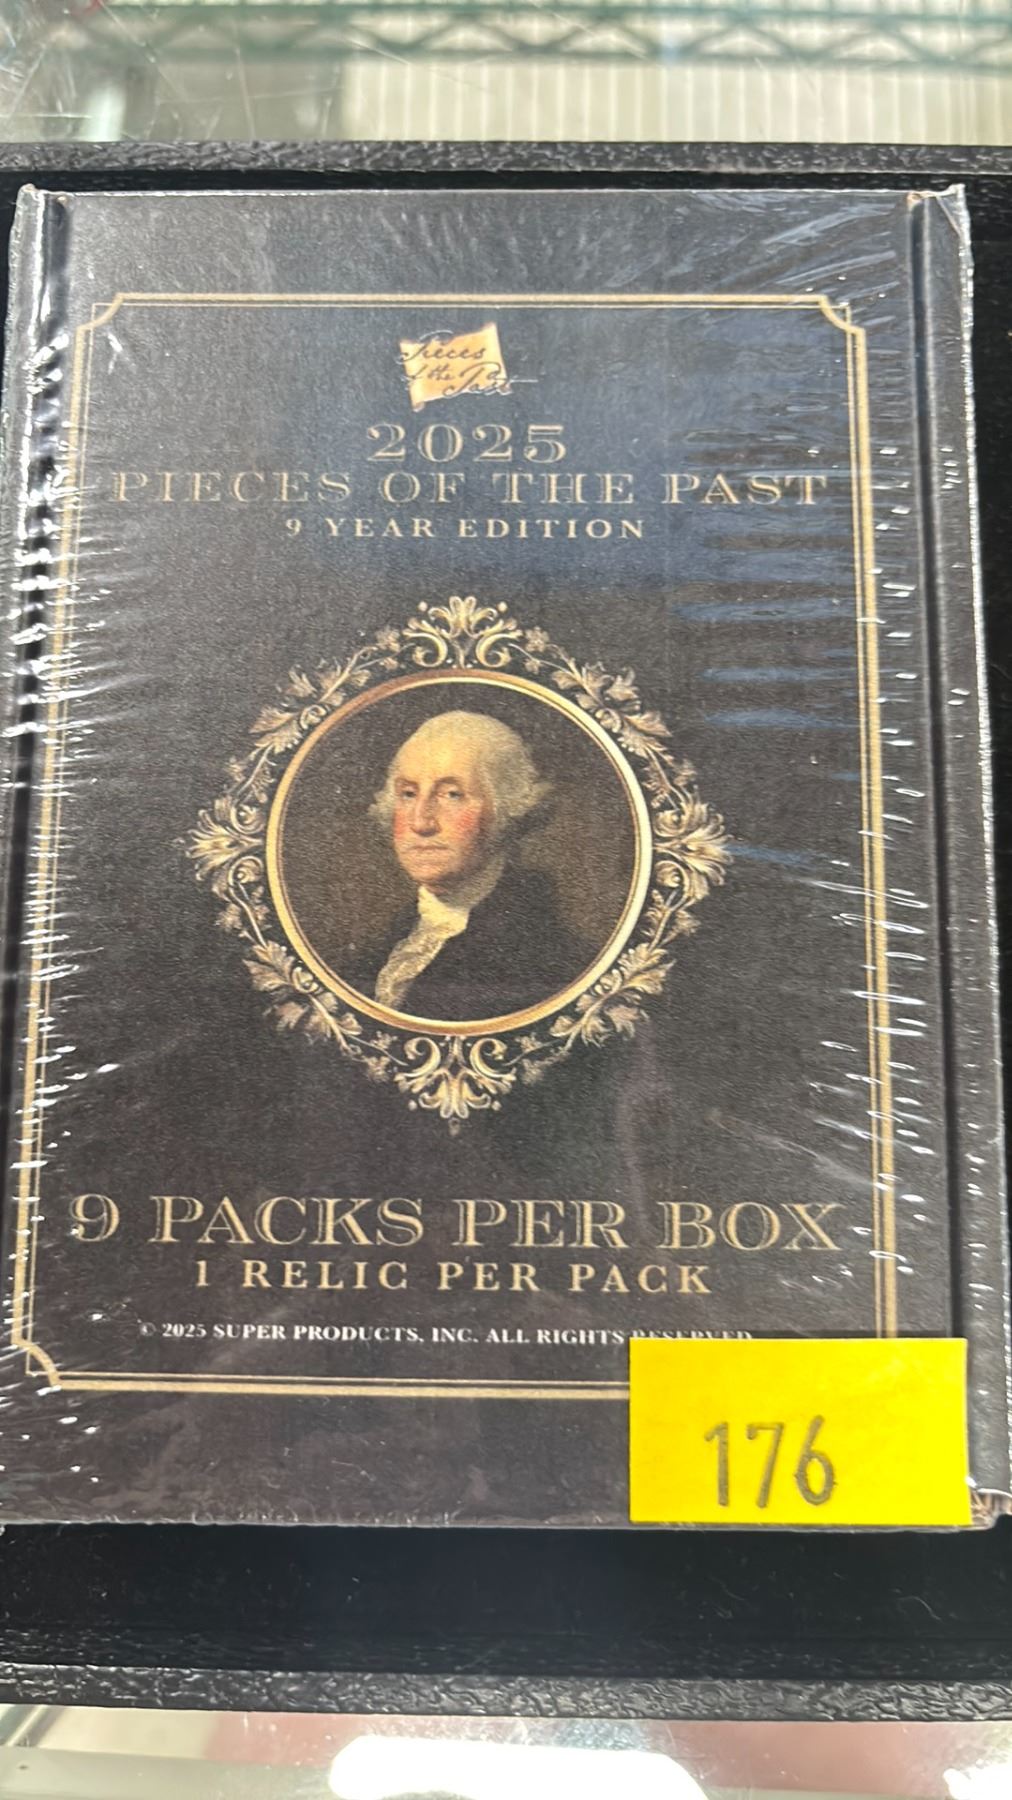 Pieces
of the
Past
2025
PIECES OF THE PAST
9 YEAR EDITION
9 PACKS PER BOX
1 RELIC PER PACK
© 2025 SUPER PRODUCTS, INC. ALL RIGHTS RESERVED
176